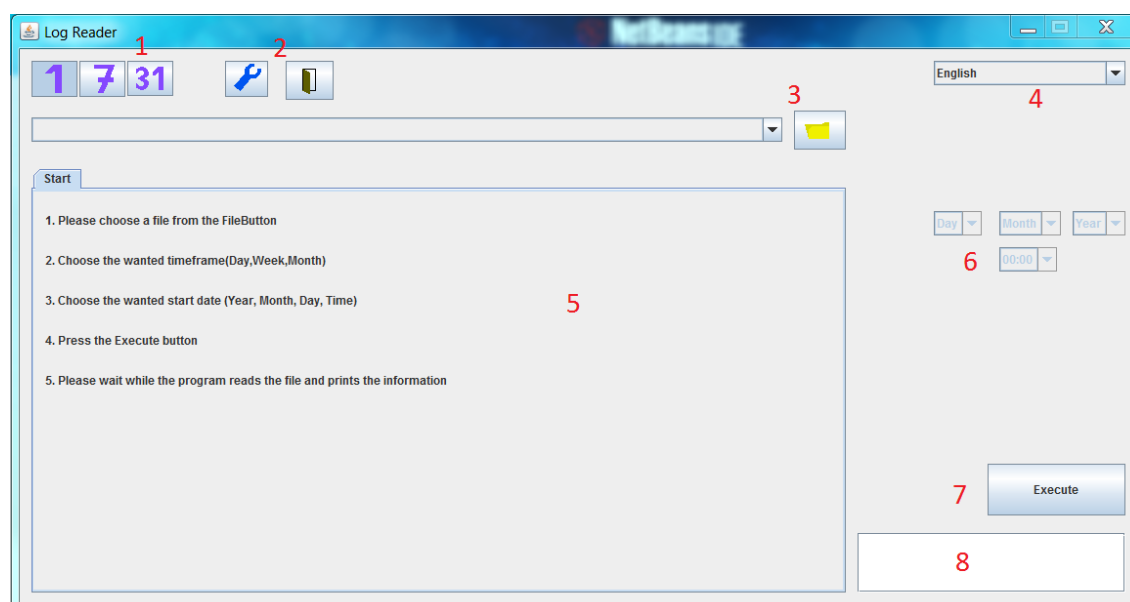 Log Reader
NetBeans IDE
1
2
1 7 31
English
3
4
Start
1. Please choose a file from the FileButton
2. Choose the wanted timeframe(Day,Week,Month)
3. Choose the wanted start date (Year, Month, Day, Time)
4. Press the Execute button
5. Please wait while the program reads the file and prints the information
5
Day Month Year
6
00:00
7
Execute
8